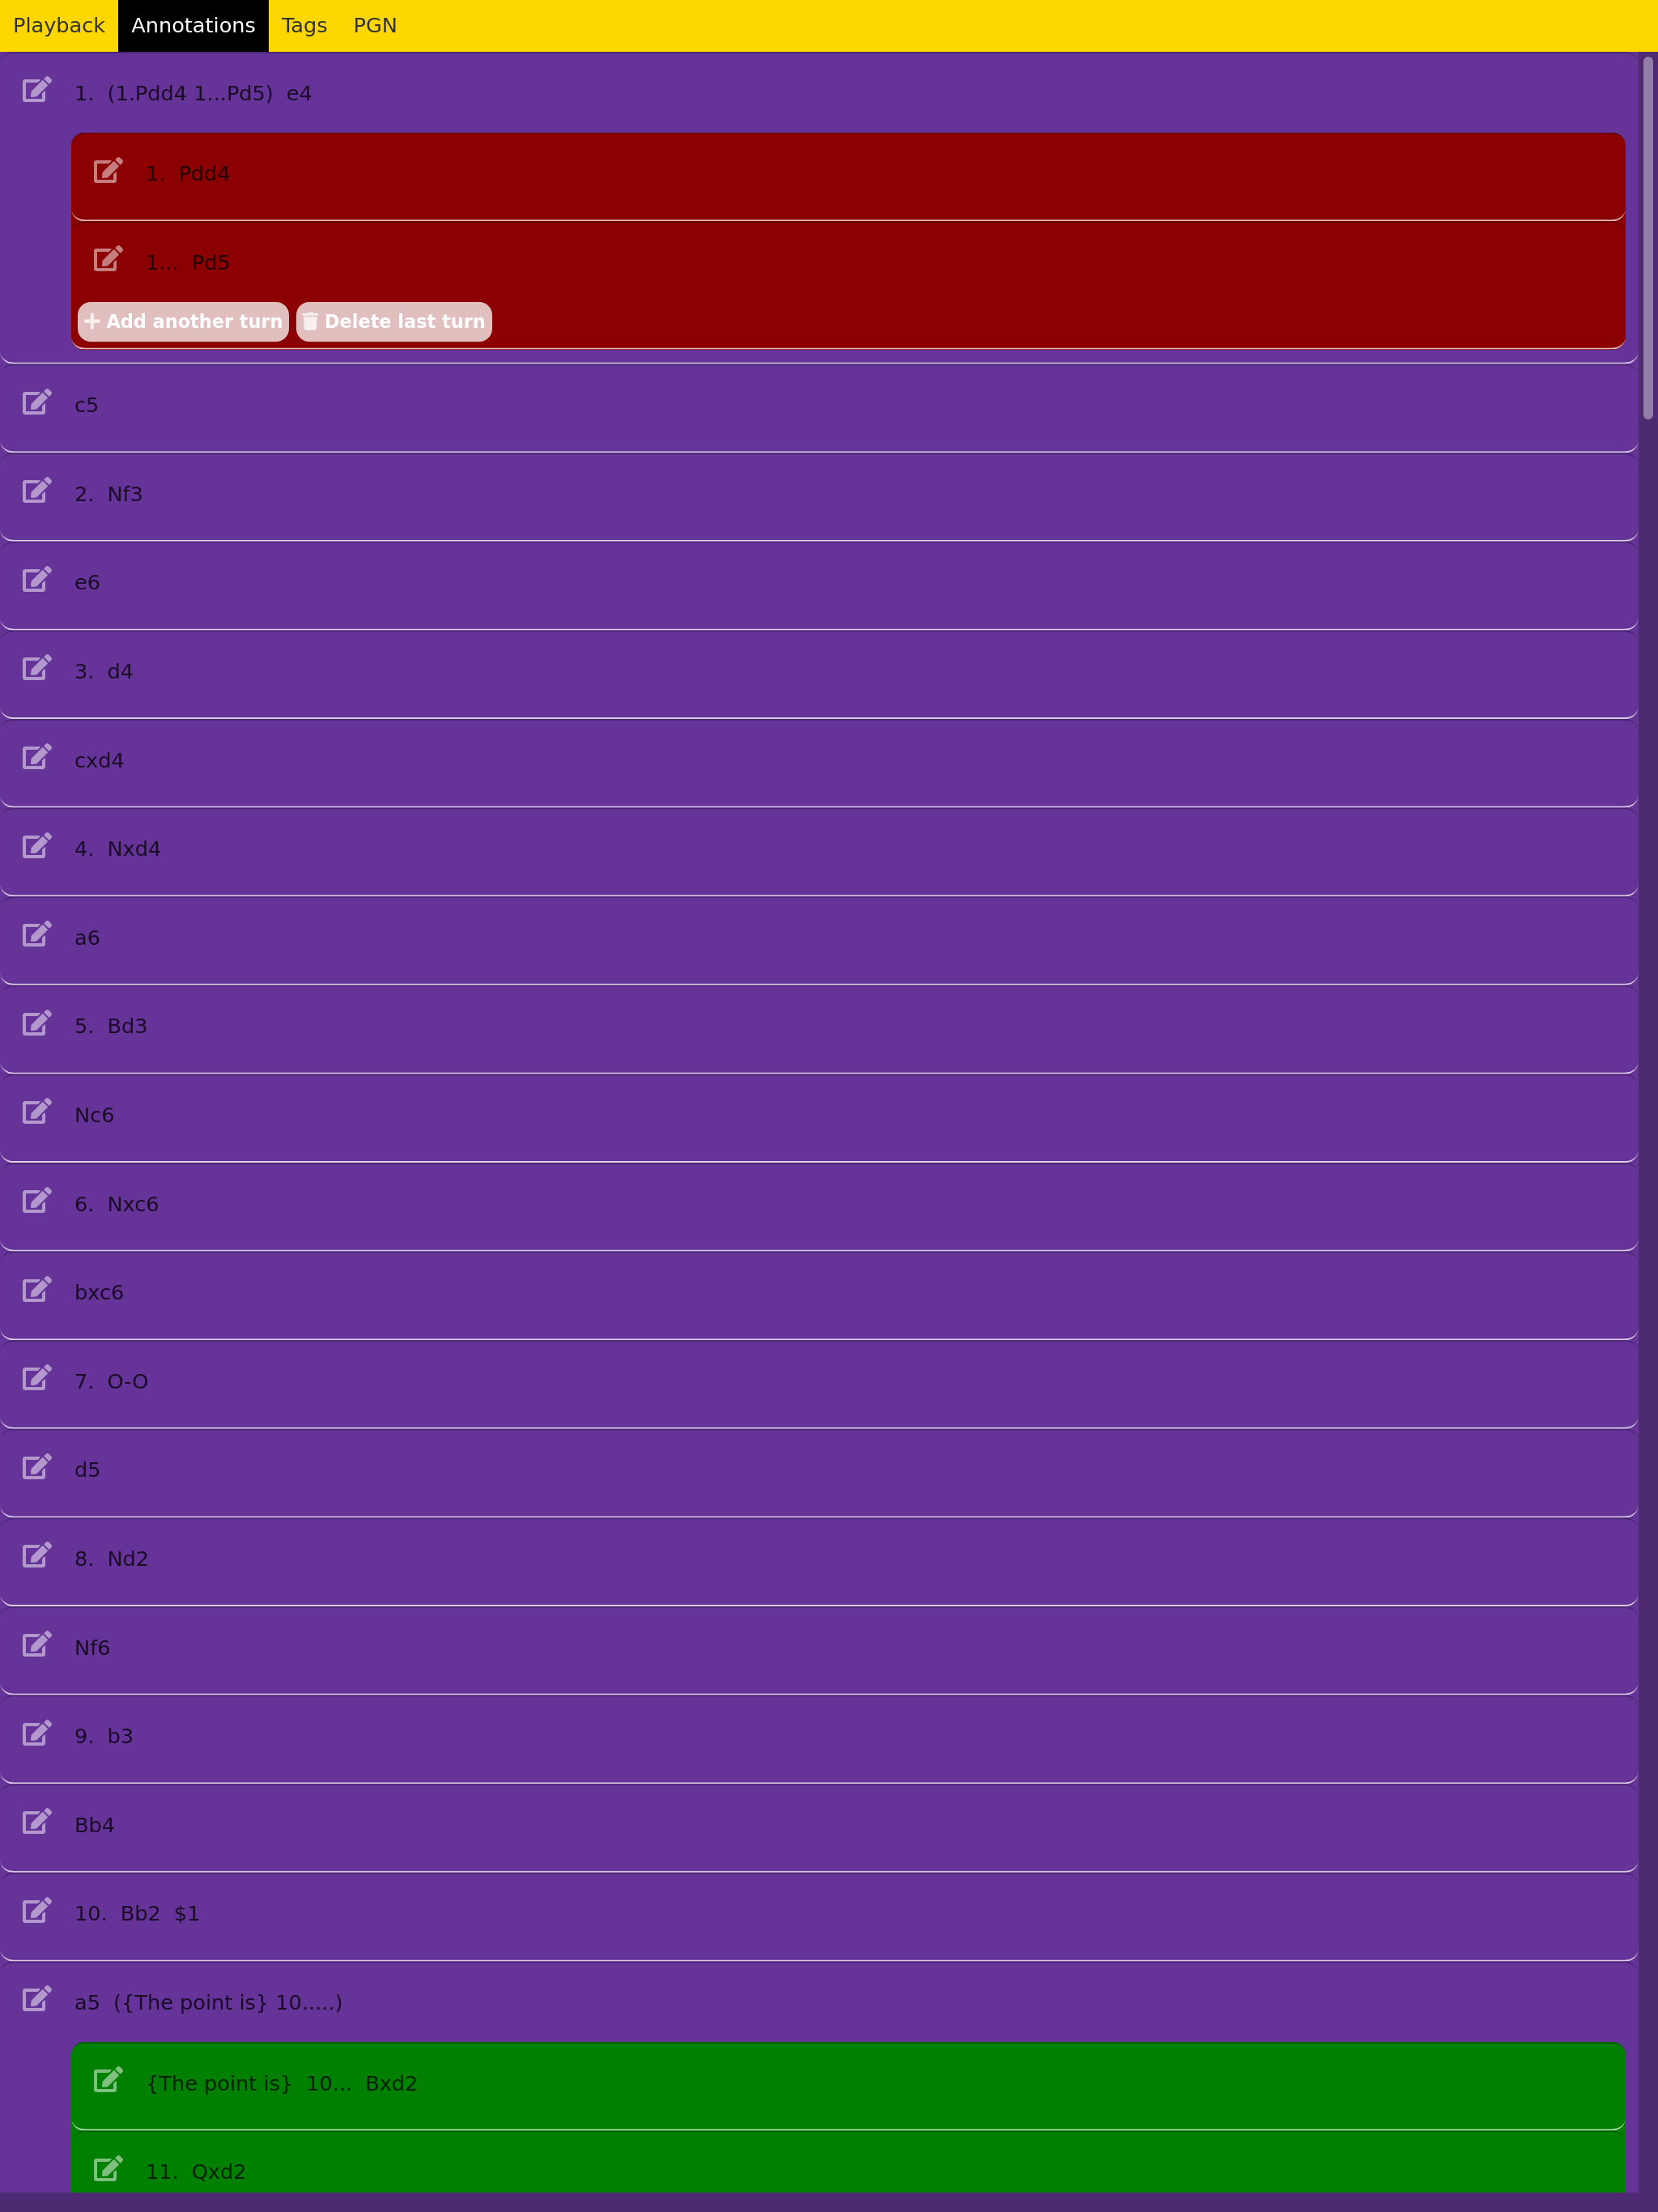 Playback Annotations Tags PGN
1. (1.Pdd4 1...Pd5) e4
1. Pdd4
1... Pd5
Add another turn Delete last turn
c5
2. Nf3
e6
3. d4
cxd4
4. Nxd4
a6
5. Bd3
Nc6
6. Nxc6
bxc6
7. O-O
d5
8. Nd2
Nf6
9. b3
Bb4
10. Bb2 $1
a5 ({The point is} 10.....)
{The point is} 10... Bxd2
11. Qxd2